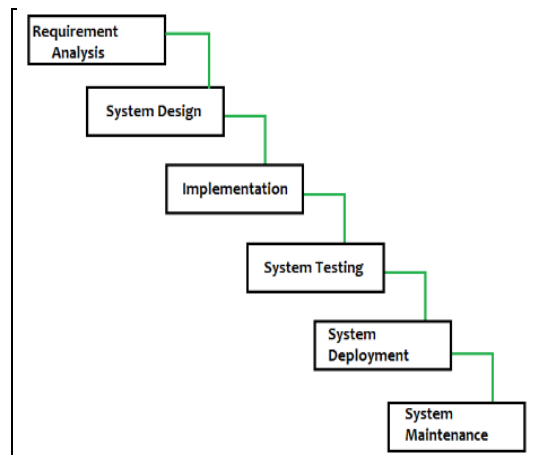 Requirement
Analysis
System Design
Implementation
System Testing
System
Deployment
System
Maintenance